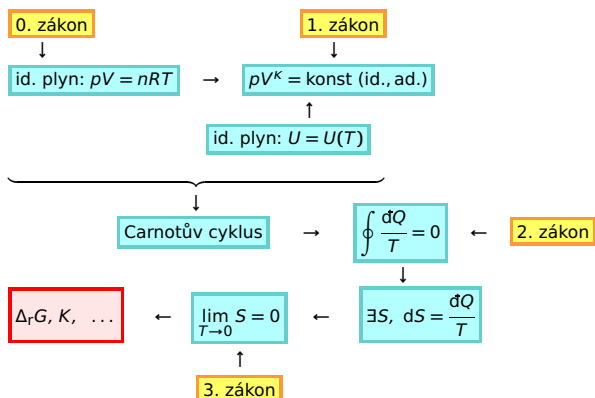 0. zákon
1. zákon
↓ ↓
id. plyn: pV = nRT → pV^κ = konst (id., ad.)
↑
id. plyn: U = U(T)
↓
Carnotův cyklus → ∮ đQ/T = 0 ← 2. zákon
↓
Δ_rG, K, ... ← lim_{T→0} S = 0 ← ∃S, dS = đQ/T
↑
3. zákon